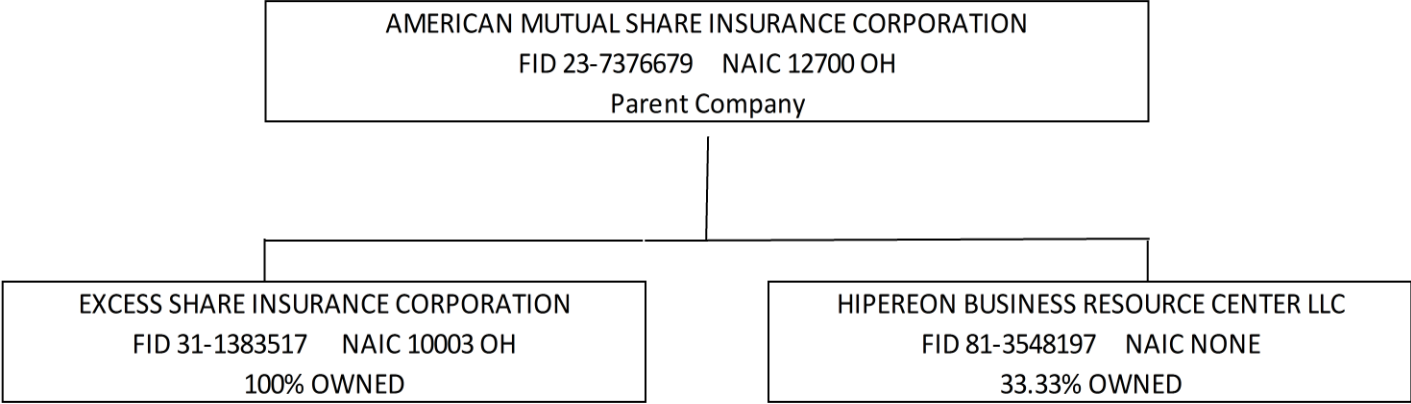 AMERICAN MUTUAL SHARE INSURANCE CORPORATION
FID 23-7376679 NAIC 12700 OH
Parent Company
EXCESS SHARE INSURANCE CORPORATION
FID 31-1383517 NAIC 10003 OH
100% OWNED
HIPEREON BUSINESS RESOURCE CENTER LLC
FID 81-3548197 NAIC NONE
33.33% OWNED